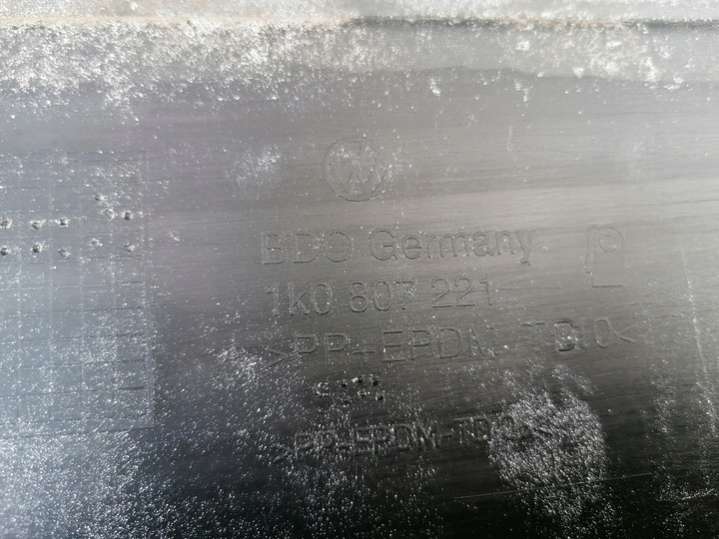 BDO Germany
1K0 807 221
>PP+EPDM-TD10<
>PP+EPDM-TD10<